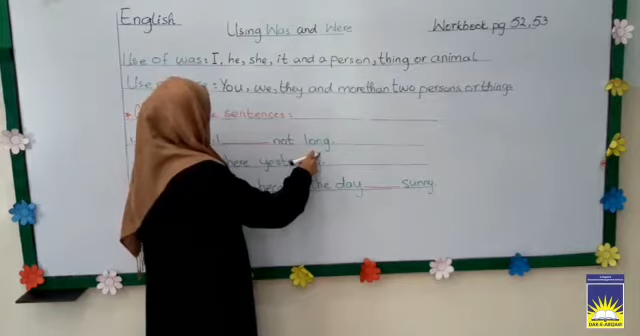 English
Using Was and Were
Workbook pg 52,53
Use of was: I, he, she, it and a person, thing or animal
Use : You, we, they and more than two persons or things
sentences:
not long.
here
the day ____ sunny.
DAR-E-ARQAM